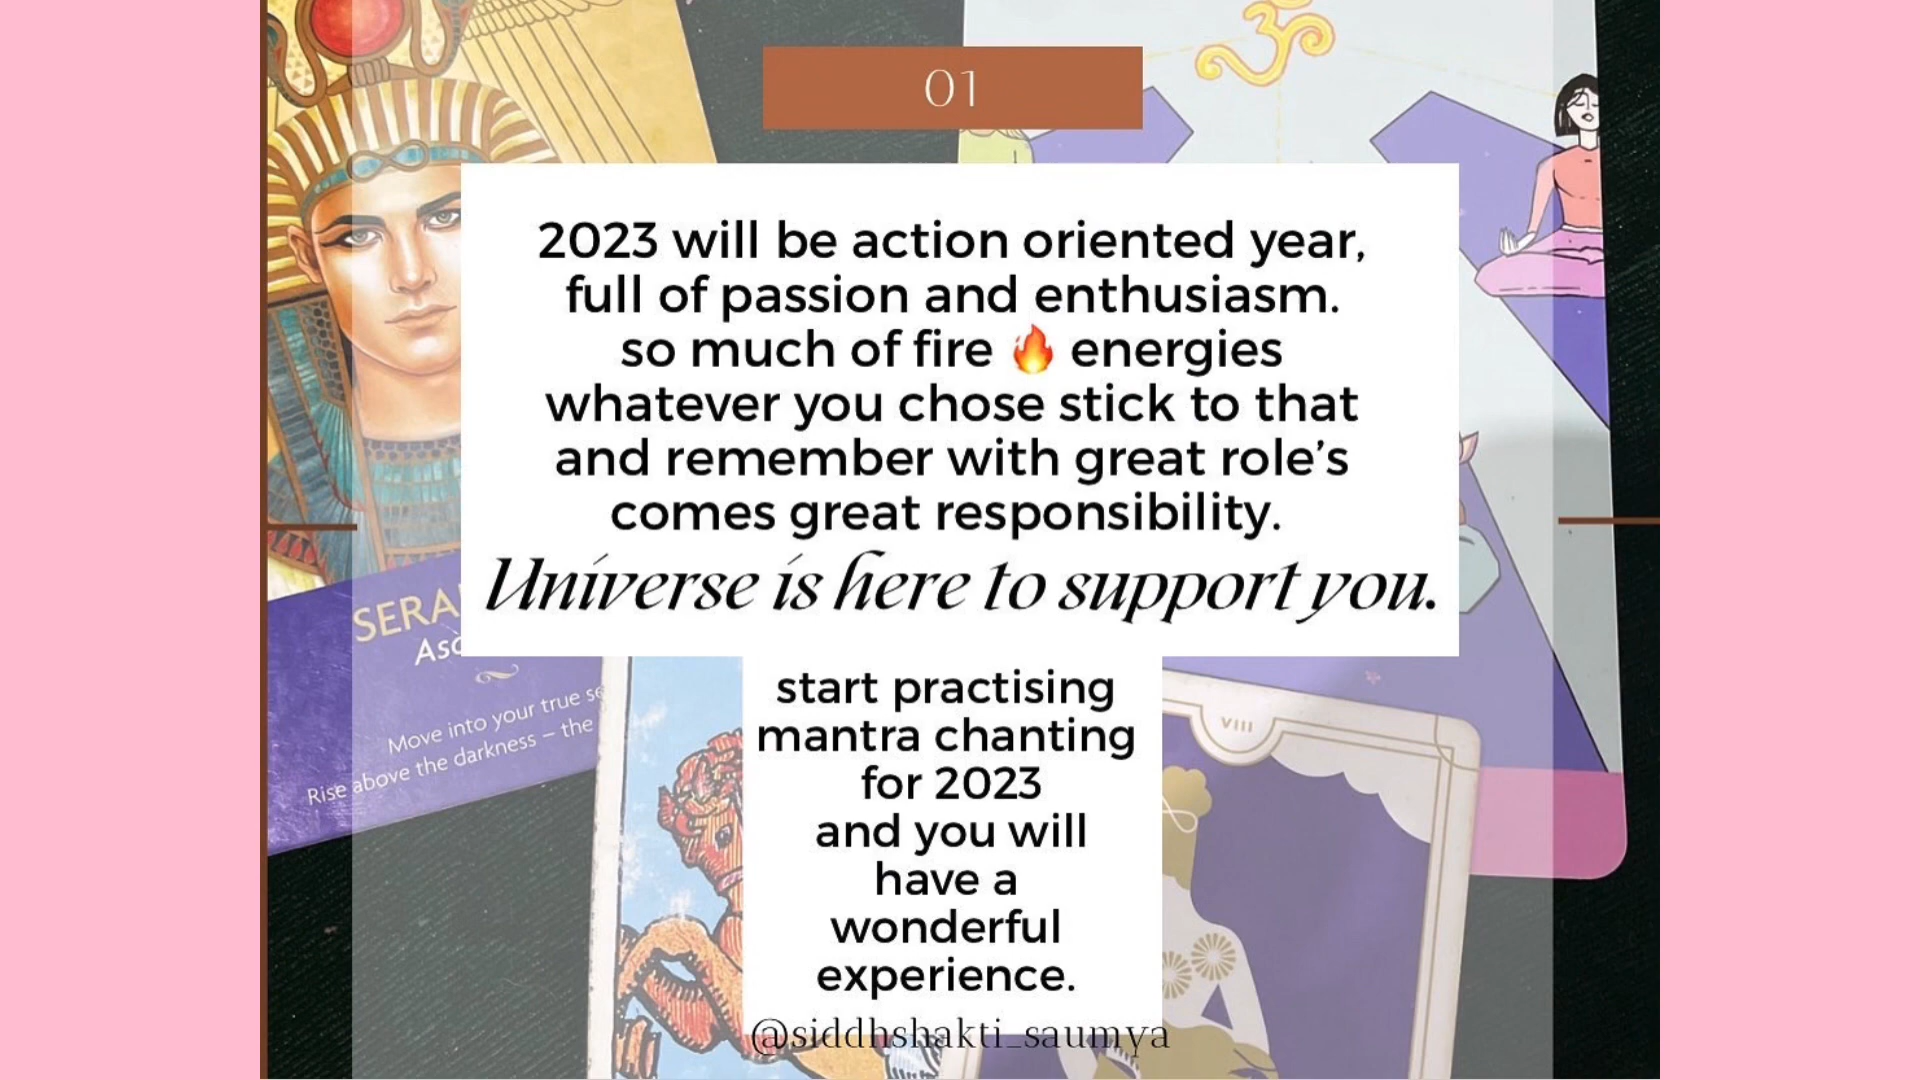 01
2023 will be action oriented year,
full of passion and enthusiasm.
so much of fire 🔥 energies
whatever you chose stick to that
and remember with great role’s
comes great responsibility.
Universe is here to support you.
start practising
mantra chanting
for 2023
and you will
have a
wonderful
experience.
@siddhshakti_saumya
ॐ
Move into your true
Rise above the darkness – the
VIII